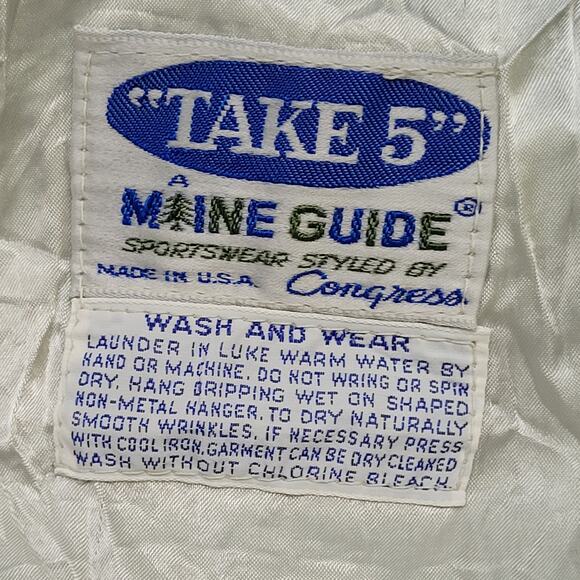 “TAKE 5”
A
MAINE GUIDE®
SPORTSWEAR STYLED BY
MADE IN U.S.A. Congress
WASH AND WEAR
LAUNDER IN LUKE WARM WATER BY
HAND OR MACHINE. DO NOT WRING OR SPIN
DRY. HANG DRIPPING WET ON SHAPED
NON-METAL HANGER. TO DRY NATURALLY
SMOOTH WRINKLES. IF NECESSARY PRESS
WITH COOL IRON. GARMENT CAN BE DRY CLEANED
WASH WITHOUT CHLORINE BLEACH.